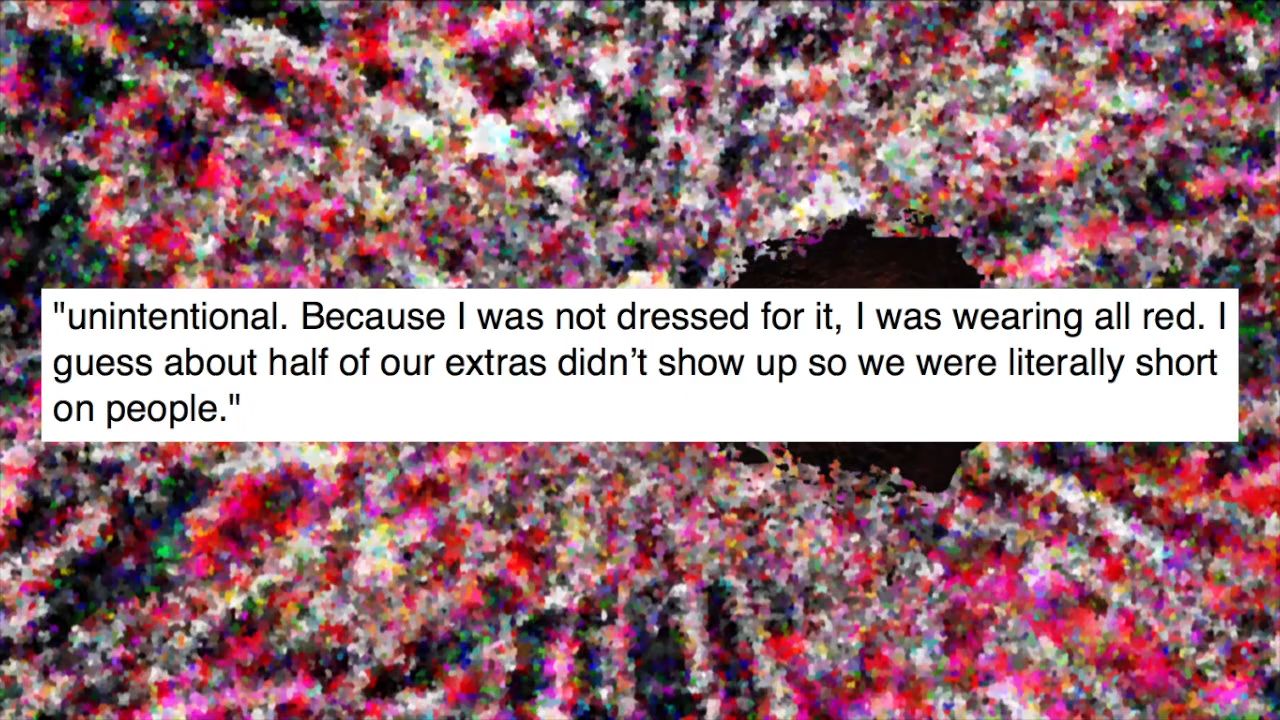 "unintentional. Because I was not dressed for it, I was wearing all red. I
guess about half of our extras didn’t show up so we were literally short
on people."